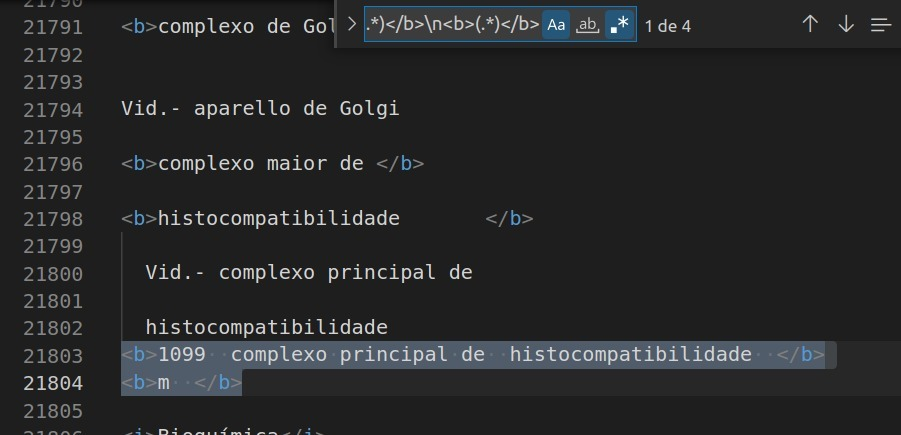 21790
21791 <b>complexo de Gol
.*)</b>\n<b>(.*)</b> Aa ab .* 1 de 4
21792
21793
21794 Vid.- aparello de Golgi
21795
21796 <b>complexo maior de </b>
21797
21798 <b>histocompatibilidade </b>
21799
21800 Vid.- complexo principal de
21801
21802 histocompatibilidade
21803 <b>1099··complexo·principal·de··histocompatibilidade··</b>
21804 <b>m··</b>
21805
21806 <i>Bioquímica</i>